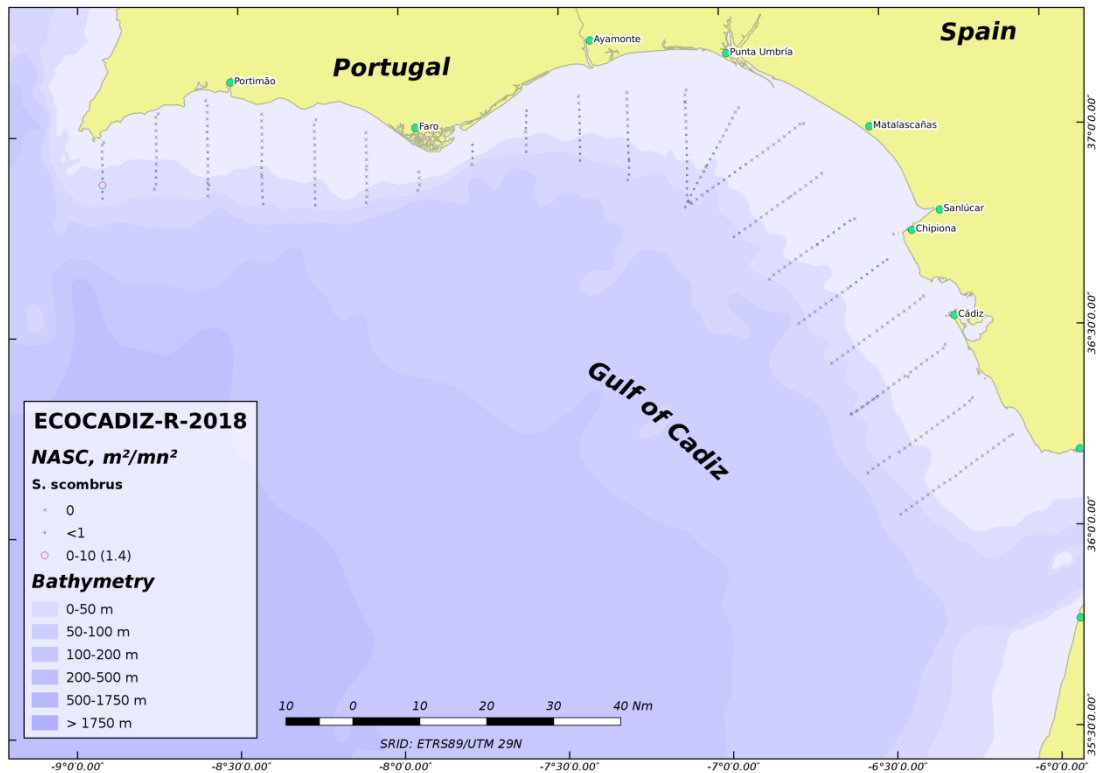 Spain
Portugal
Ayamonte
Punta Umbría
Portimão
Faro
Matalascañas
Sanlúcar
Chipiona
Cádiz
Gulf of Cadiz
37°0'0.00"
36°30'0.00"
36°0'0.00"
35°30'0.00"
ECOCADIZ-R-2018
NASC, m²/mn²
S. scombrus
0
<1
0-10 (1.4)
Bathymetry
0-50 m
50-100 m
100-200 m
200-500 m
500-1750 m
> 1750 m
10 0 10 20 30 40 Nm
SRID: ETRS89/UTM 29N
-9°0'0.00" -8°30'0.00" -8°0'0.00" -7°30'0.00" -7°0'0.00" -6°30'0.00" -6°0'0.00"